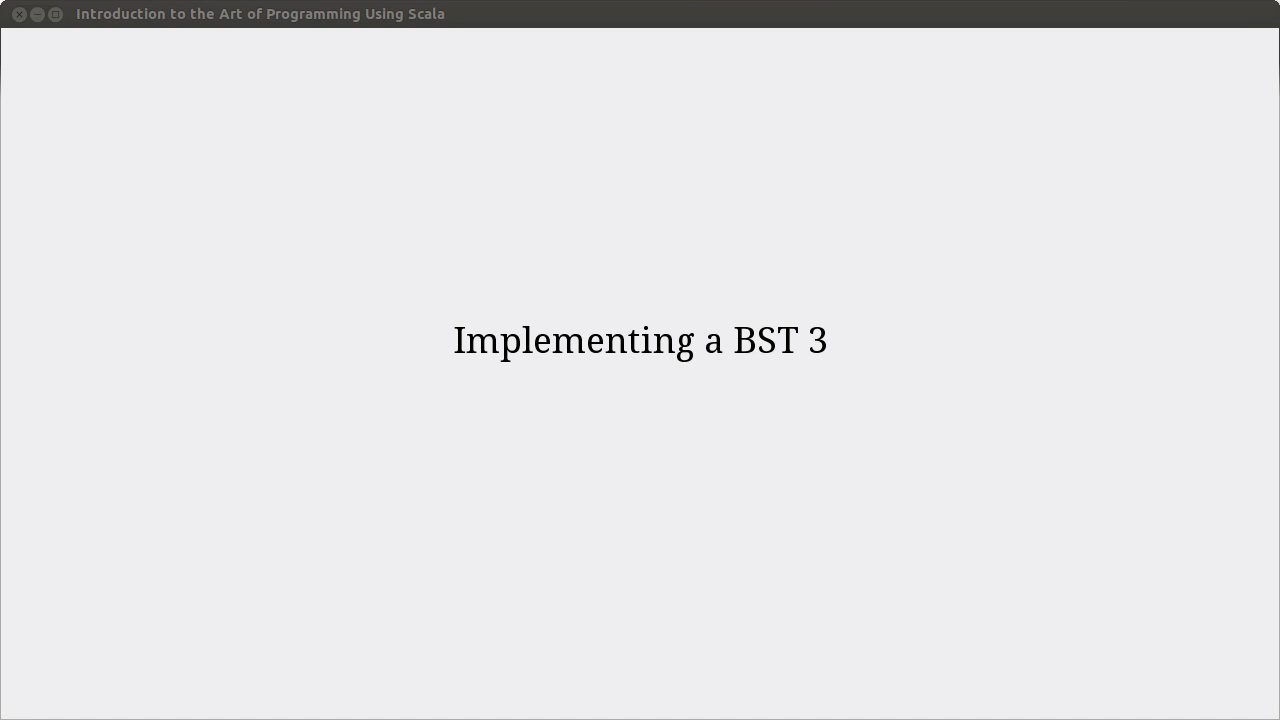 Introduction to the Art of Programming Using Scala
Implementing a BST 3